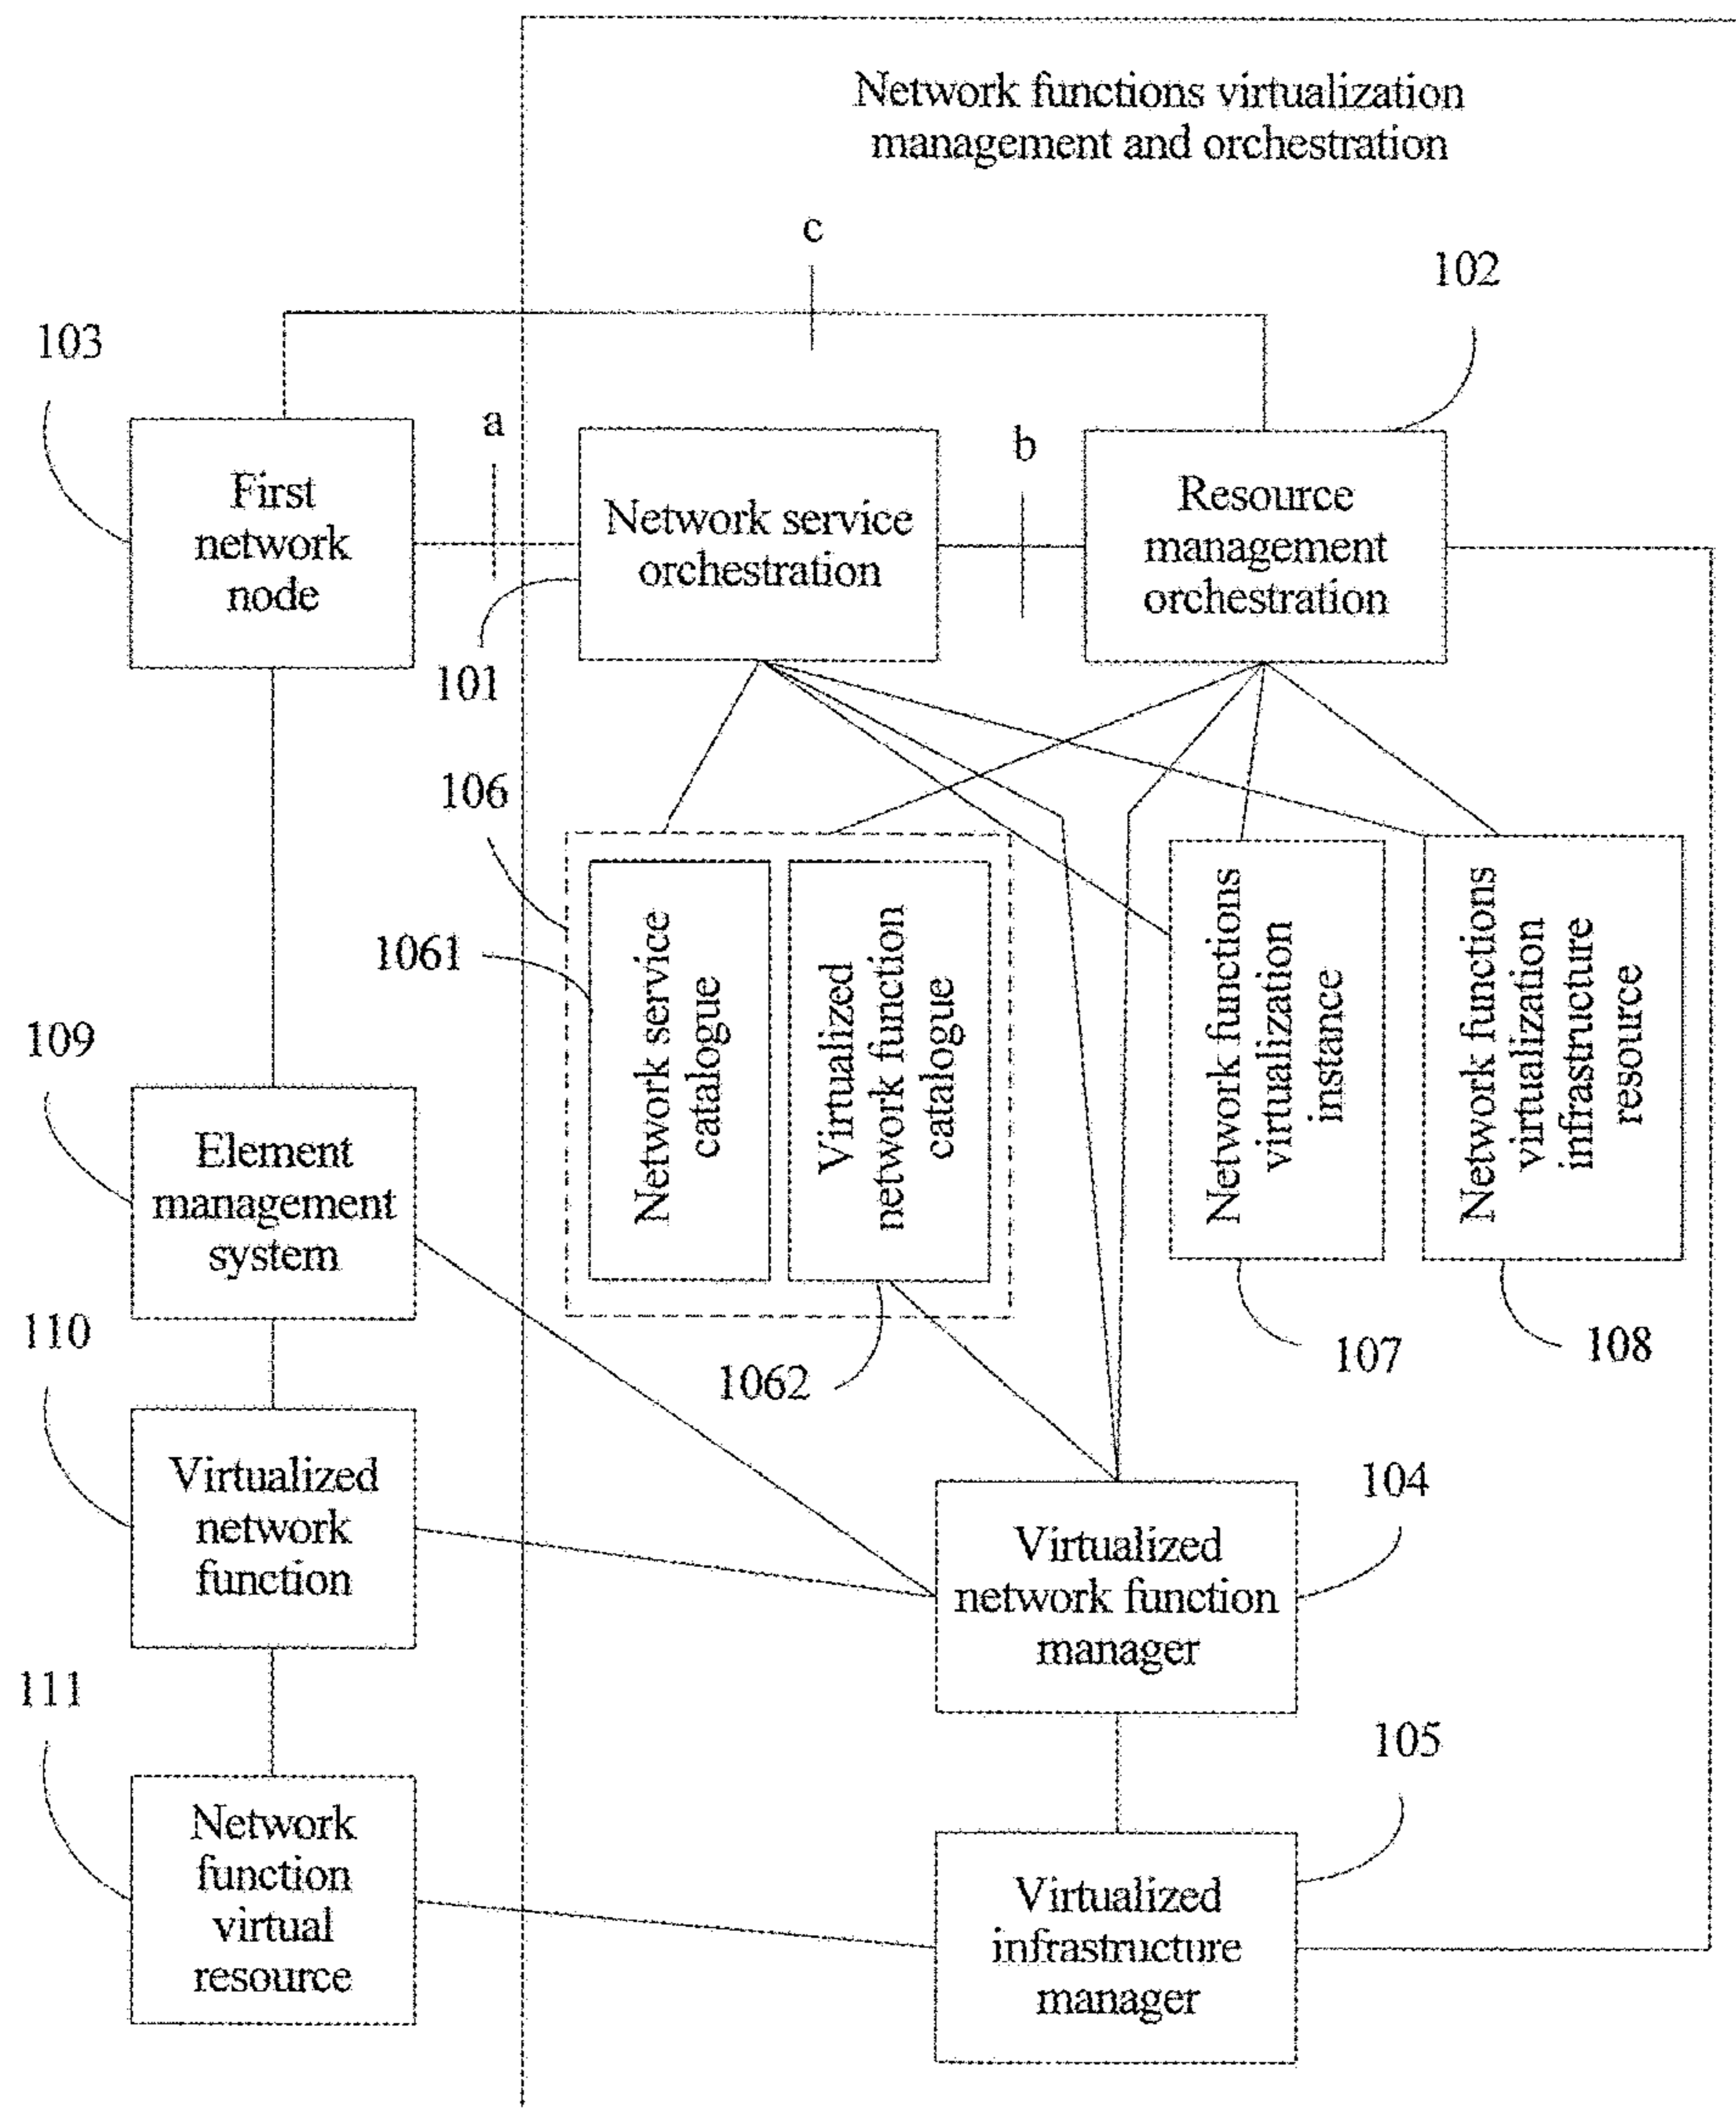 Network functions virtualization
management and orchestration
c
102
103
a
b
First
network
node
Network service
orchestration
Resource
management
orchestration
101
106
1061
Network service
catalogue
Virtualized
network function
catalogue
Network functions
virtualization
instance
Network functions
virtualization
infrastructure
resource
109
Element
management
system
110
1062
107
108
Virtualized
network
function
104
Virtualized
network function
manager
111
105
Network
function
virtual
resource
Virtualized
infrastructure
manager